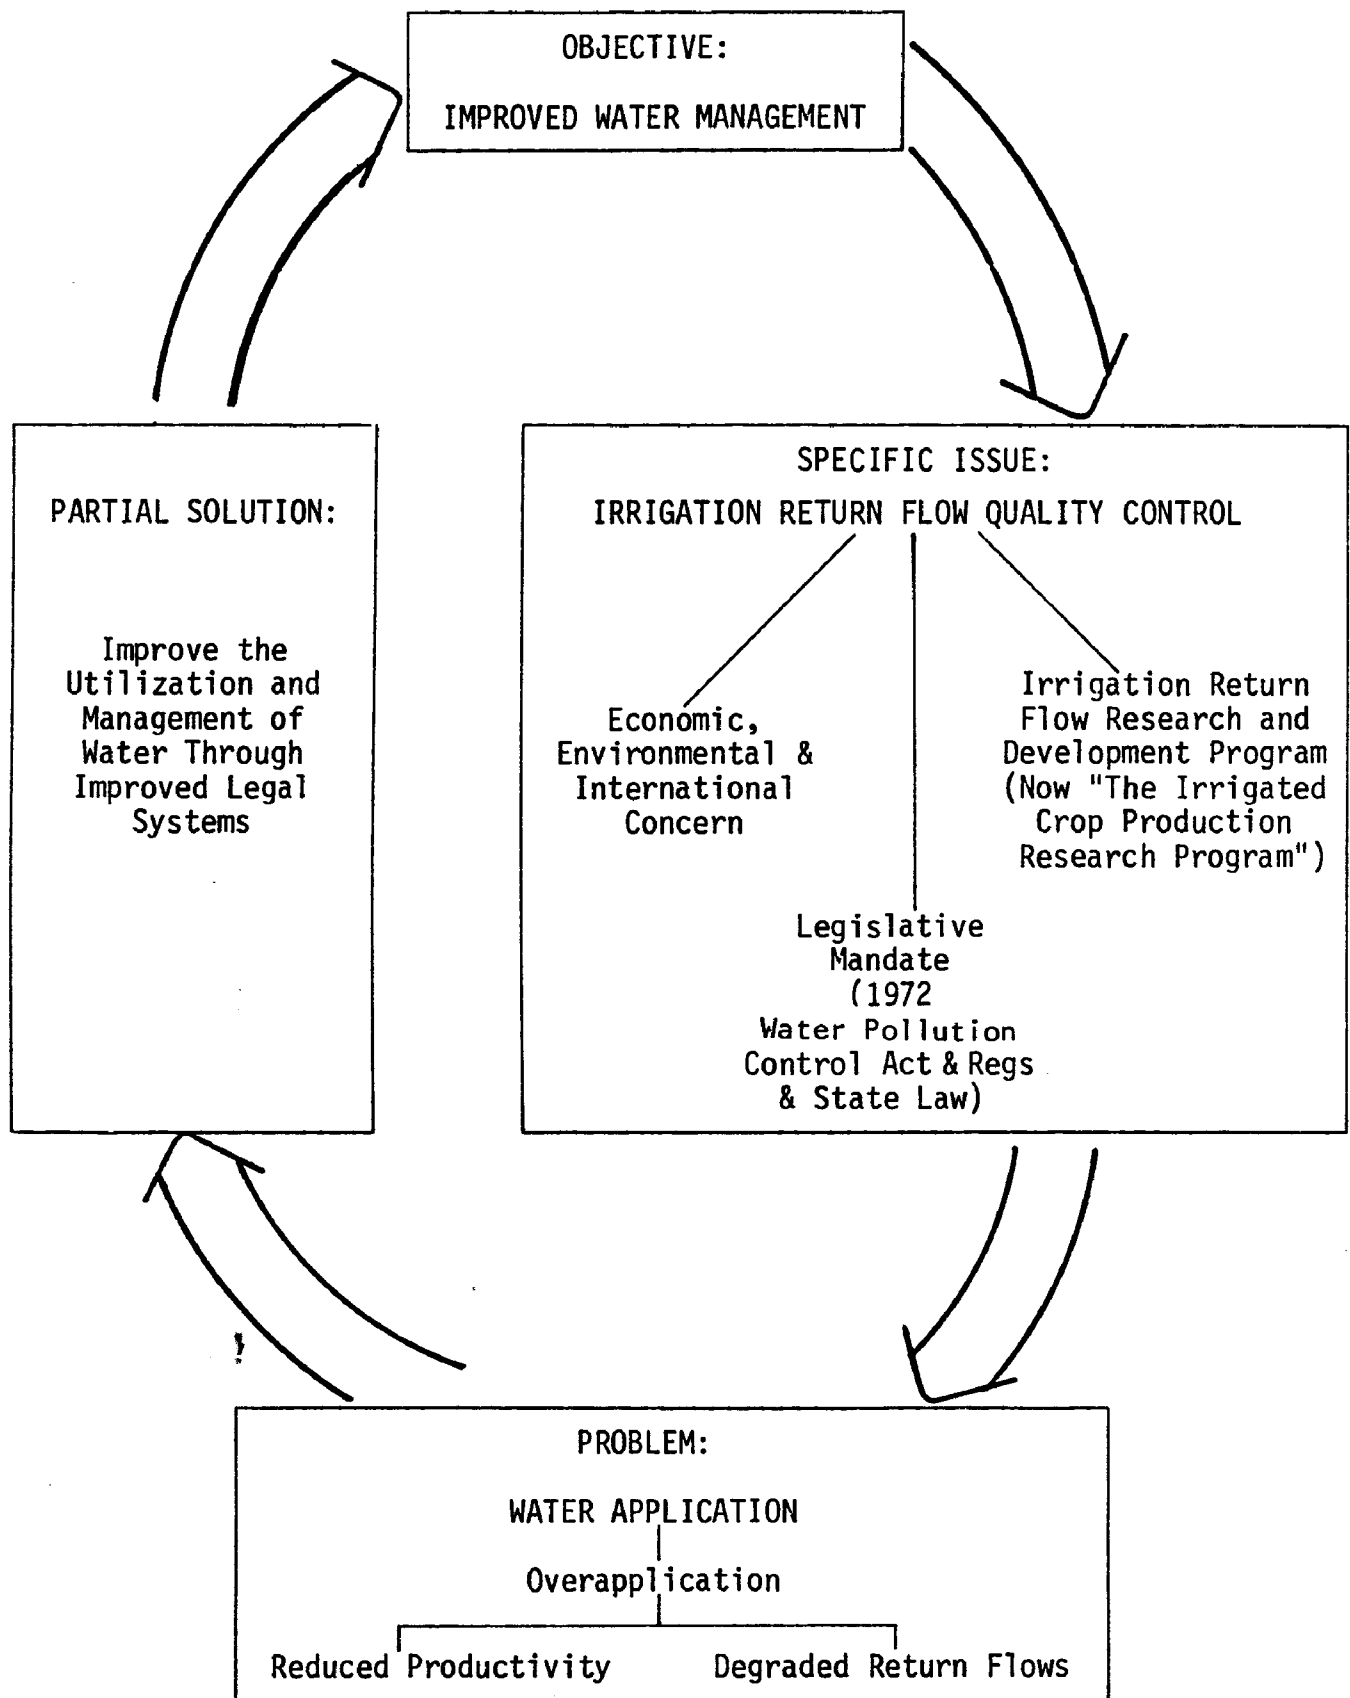 OBJECTIVE:
IMPROVED WATER MANAGEMENT
SPECIFIC ISSUE:
IRRIGATION RETURN FLOW QUALITY CONTROL
Economic,
Environmental &
International
Concern
Legislative
Mandate
(1972
Water Pollution
Control Act & Regs
& State Law)
Irrigation Return
Flow Research and
Development Program
(Now "The Irrigated
Crop Production
Research Program")
PROBLEM:
WATER APPLICATION
Overapplication
Reduced Productivity
Degraded Return Flows
PARTIAL SOLUTION:
Improve the
Utilization and
Management of
Water Through
Improved Legal
Systems